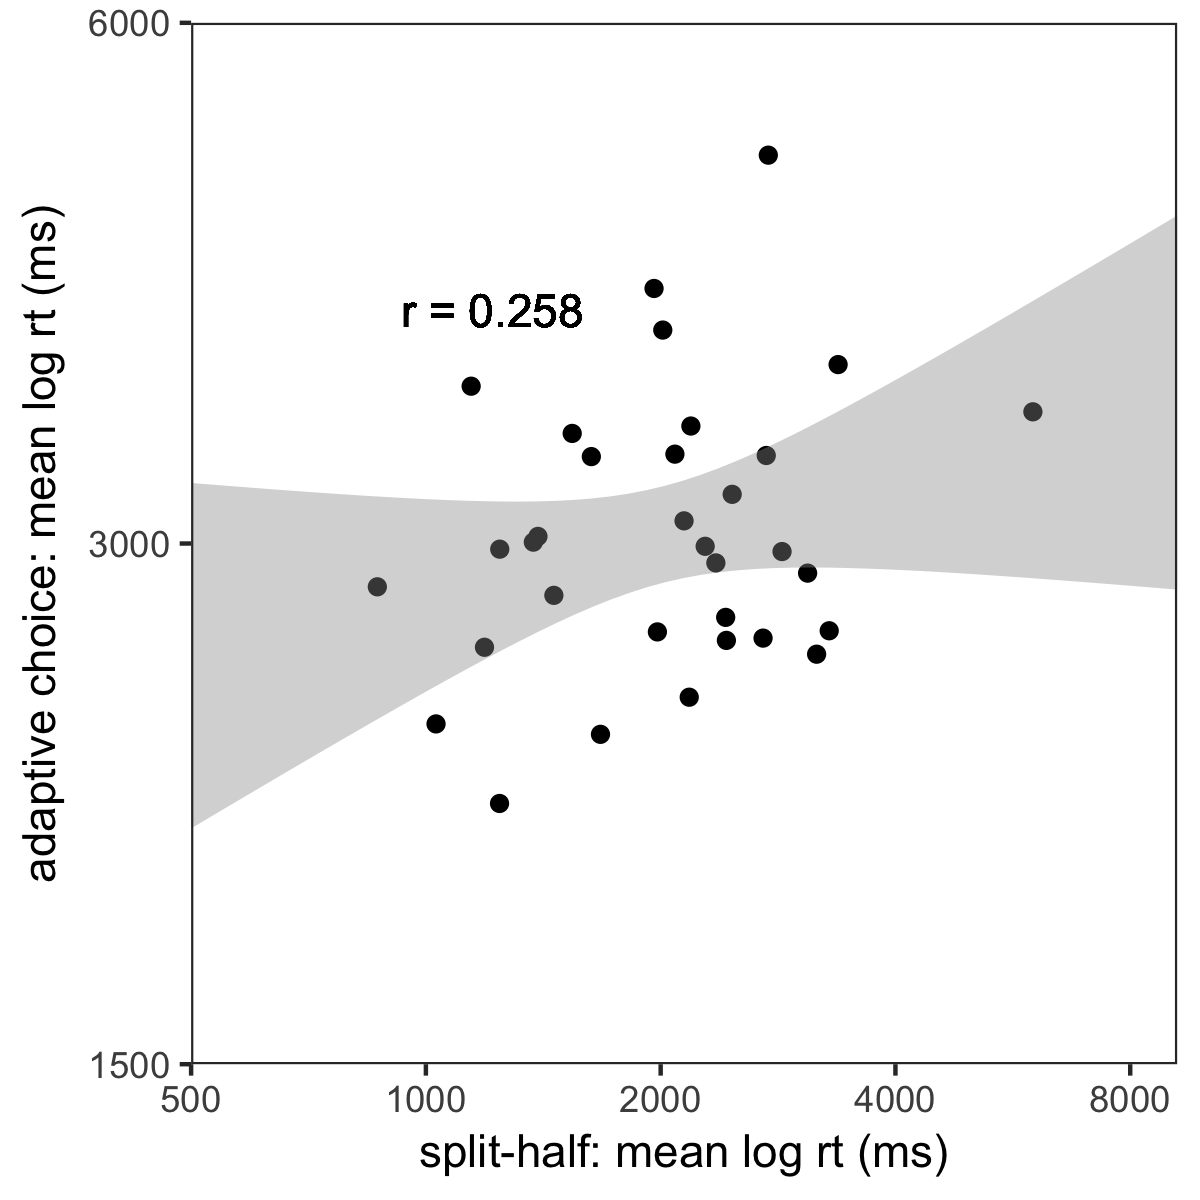 6000
3000
1500
adaptive choice: mean log rt (ms)
r = 0.258
500 1000 2000 4000 8000
split-half: mean log rt (ms)